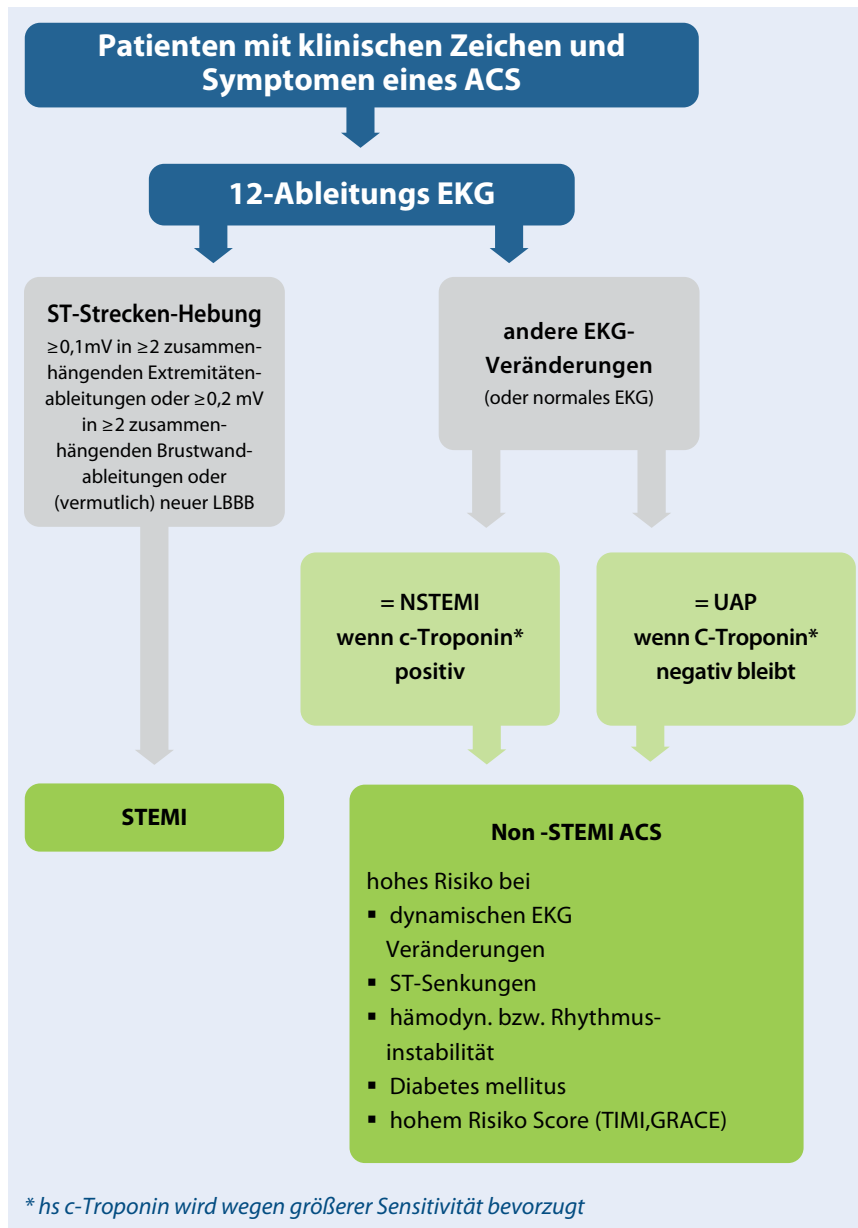 Patienten mit klinischen Zeichen und
Symptomen eines ACS
12-Ableitungs EKG
ST-Strecken-Hebung
≥0,1mV in ≥2 zusammen-
hängenden Extremitäten-
ableitungen oder ≥0,2 mV
in ≥2 zusammen-
hängenden Brustwand-
ableitungen oder
(vermutlich) neuer LBBB
andere EKG-
Veränderungen
(oder normales EKG)
= NSTEMI
wenn c-Troponin*
positiv
= UAP
wenn C-Troponin*
negativ bleibt
STEMI
Non -STEMI ACS
hohes Risiko bei
▪ dynamischen EKG
Veränderungen
▪ ST-Senkungen
▪ hämodyn. bzw. Rhythmus-
instabilität
▪ Diabetes mellitus
▪ hohem Risiko Score (TIMI,GRACE)
* hs c-Troponin wird wegen größerer Sensitivität bevorzugt